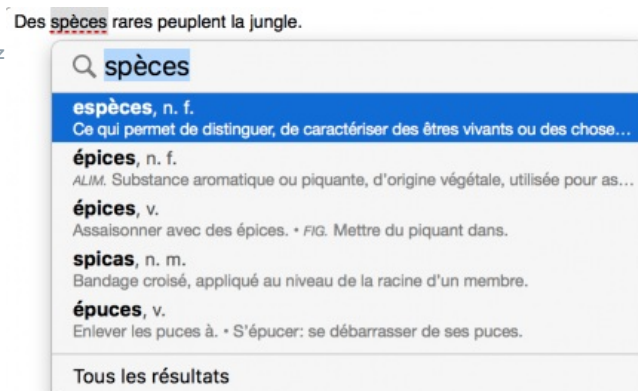 Des spèces rares peuplent la jungle.
z
spèces
espèces, n. f.
Ce qui permet de distinguer, de caractériser des êtres vivants ou des chose…
épices, n. f.
ALIM. Substance aromatique ou piquante, d'origine végétale, utilisée pour as…
épices, v.
Assaisonner avec des épices. • FIG. Mettre du piquant dans.
spicas, n. m.
Bandage croisé, appliqué au niveau de la racine d'un membre.
épuces, v.
Enlever les puces à. • S'épucer: se débarrasser de ses puces.
Tous les résultats